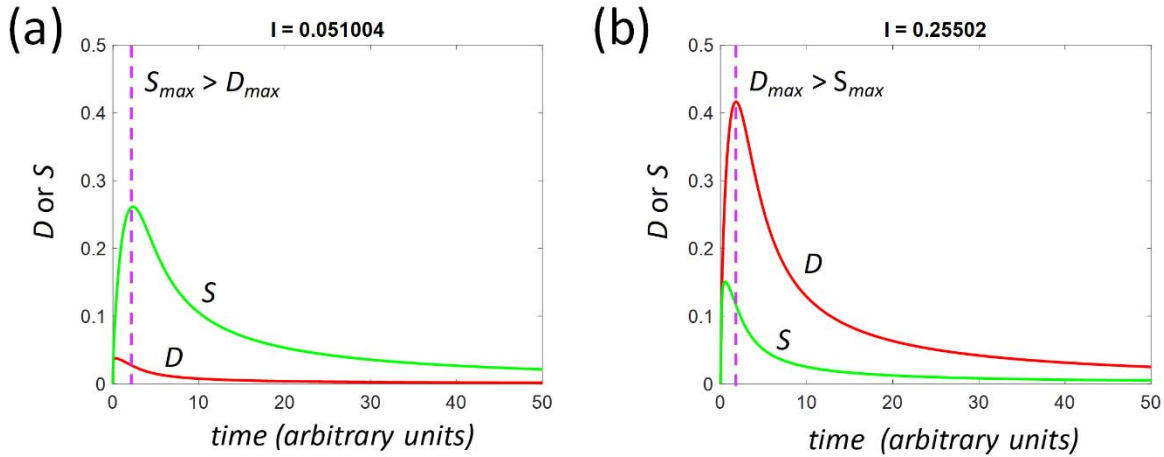 (a)
I = 0.051004
0.5
0.4
0.3
0.2
0.1
0
D or S
S_max > D_max
S
D
0 10 20 30 40 50
time (arbitrary units)
(b)
I = 0.25502
0.5
0.4
0.3
0.2
0.1
0
D or S
D_max > S_max
D
S
0 10 20 30 40 50
time (arbitrary units)